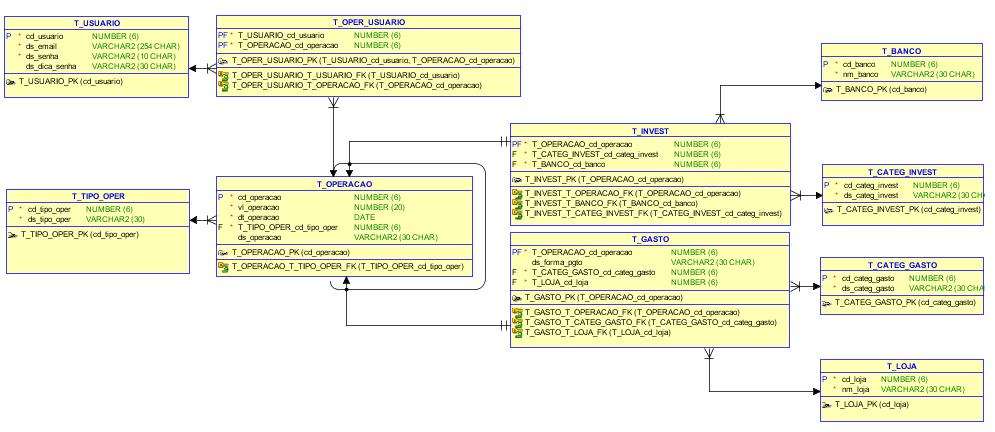 T_USUARIO
P * cd_usuario NUMBER (6)
* ds_email VARCHAR2 (254 CHAR)
* ds_senha VARCHAR2 (10 CHAR)
* ds_dica_senha VARCHAR2 (30 CHAR)
T_USUARIO_PK (cd_usuario)
T_OPER_USUARIO
PF * T_USUARIO_cd_usuario NUMBER (6)
PF * T_OPERACAO_cd_operacao NUMBER (6)
T_OPER_USUARIO_PK (T_USUARIO_cd_usuario, T_OPERACAO_cd_operacao)
T_OPER_USUARIO_T_USUARIO_FK (T_USUARIO_cd_usuario)
T_OPER_USUARIO_T_OPERACAO_FK (T_OPERACAO_cd_operacao)
T_BANCO
P * cd_banco NUMBER (6)
* nm_banco VARCHAR2 (30 CHAR)
T_BANCO_PK (cd_banco)
T_INVEST
PF * T_OPERACAO_cd_operacao NUMBER (6)
F * T_CATEG_INVEST_cd_categ_invest NUMBER (6)
F * T_BANCO_cd_banco NUMBER (6)
T_INVEST_PK (T_OPERACAO_cd_operacao)
T_INVEST_T_OPERACAO_FK (T_OPERACAO_cd_operacao)
T_INVEST_T_BANCO_FK (T_BANCO_cd_banco)
T_INVEST_T_CATEG_INVEST_FK (T_CATEG_INVEST_cd_categ_invest)
T_CATEG_INVEST
P * cd_categ_invest NUMBER (6)
* ds_categ_invest VARCHAR2 (30 CH
T_CATEG_INVEST_PK (cd_categ_invest)
T_TIPO_OPER
P * cd_tipo_oper NUMBER (6)
* ds_tipo_oper VARCHAR2 (30)
T_TIPO_OPER_PK (cd_tipo_oper)
T_OPERACAO
P * cd_operacao NUMBER (6)
* vl_operacao NUMBER (20)
* dt_operacao DATE
F * T_TIPO_OPER_cd_tipo_oper NUMBER (6)
ds_operacao VARCHAR2 (30 CHAR)
T_OPERACAO_PK (cd_operacao)
T_OPERACAO_T_TIPO_OPER_FK (T_TIPO_OPER_cd_tipo_oper)
T_GASTO
PF * T_OPERACAO_cd_operacao NUMBER (6)
ds_forma_pgto VARCHAR2 (30 CHAR)
F * T_CATEG_GASTO_cd_categ_gasto NUMBER (6)
F * T_LOJA_cd_loja NUMBER (6)
T_GASTO_PK (T_OPERACAO_cd_operacao)
T_GASTO_T_OPERACAO_FK (T_OPERACAO_cd_operacao)
T_GASTO_T_CATEG_GASTO_FK (T_CATEG_GASTO_cd_categ_gasto)
T_GASTO_T_LOJA_FK (T_LOJA_cd_loja)
T_CATEG_GASTO
P * cd_categ_gasto NUMBER (6)
* ds_categ_gasto VARCHAR2 (30 CHA
T_CATEG_GASTO_PK (cd_categ_gasto)
T_LOJA
P * cd_loja NUMBER (6)
* nm_loja VARCHAR2 (30 CHAR)
T_LOJA_PK (cd_loja)